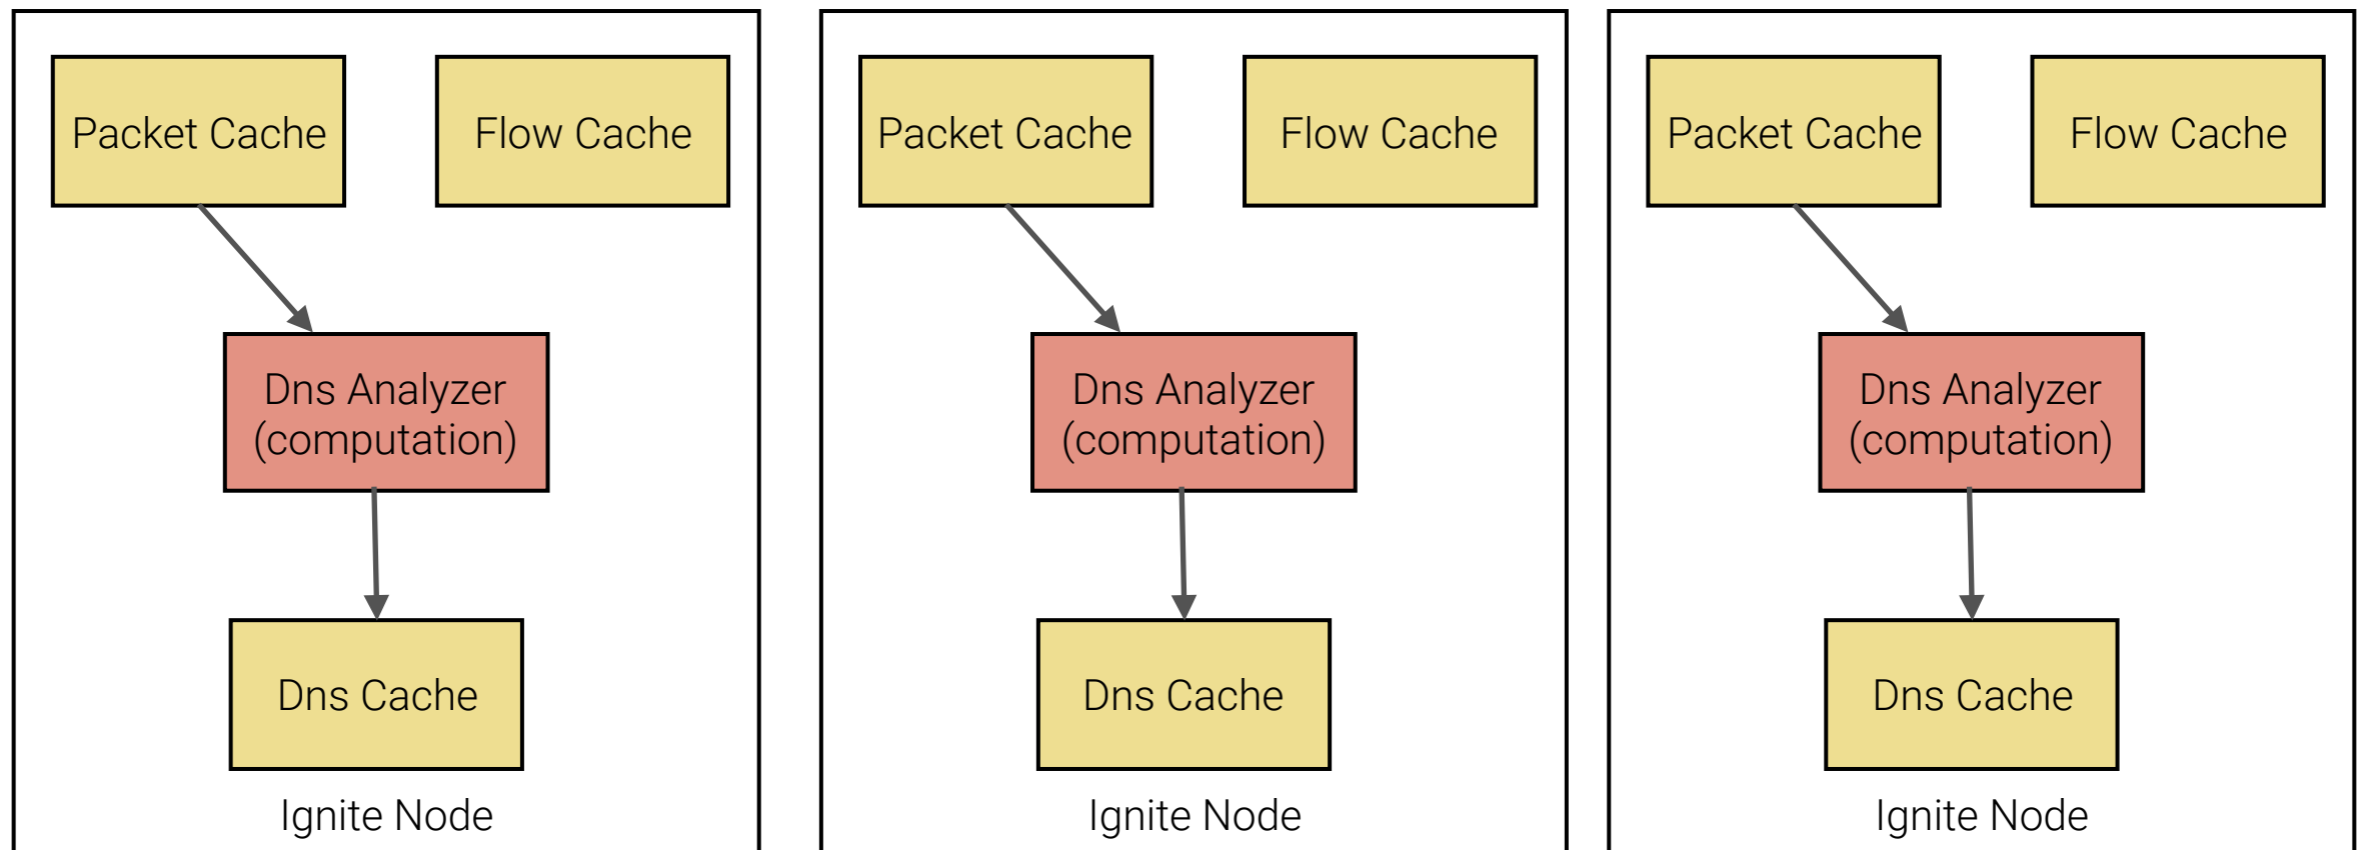 Packet Cache
Flow Cache
Dns Analyzer
(computation)
Dns Cache
Ignite Node
Packet Cache
Flow Cache
Dns Analyzer
(computation)
Dns Cache
Ignite Node
Packet Cache
Flow Cache
Dns Analyzer
(computation)
Dns Cache
Ignite Node